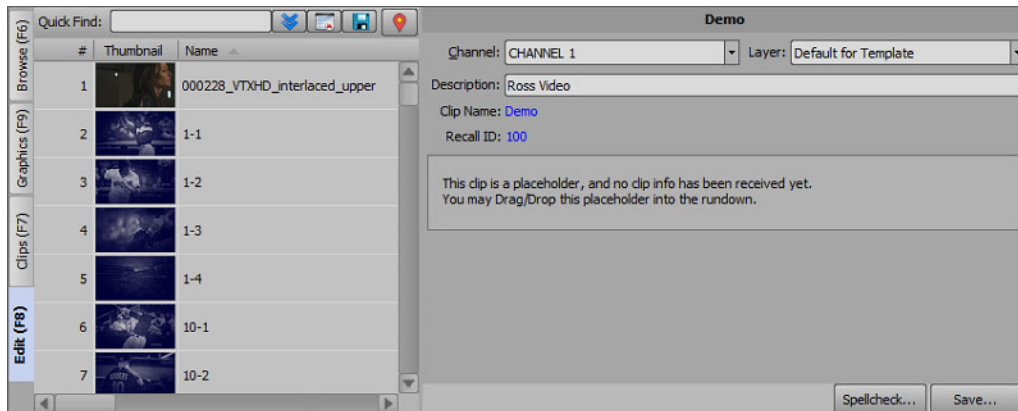 Browse (F6)
Graphics (F9)
Clips (F7)
Edit (F8)
Quick Find:
# Thumbnail Name
1 000228_VTXHD_interlaced_upper
2 1-1
3 1-2
4 1-3
5 1-4
6 10-1
7 10-2
Demo
Channel: CHANNEL 1 Layer: Default for Template
Description: Ross Video
Clip Name: Demo
Recall ID: 100
This clip is a placeholder, and no clip info has been received yet.
You may Drag/Drop this placeholder into the rundown.
Spellcheck... Save...